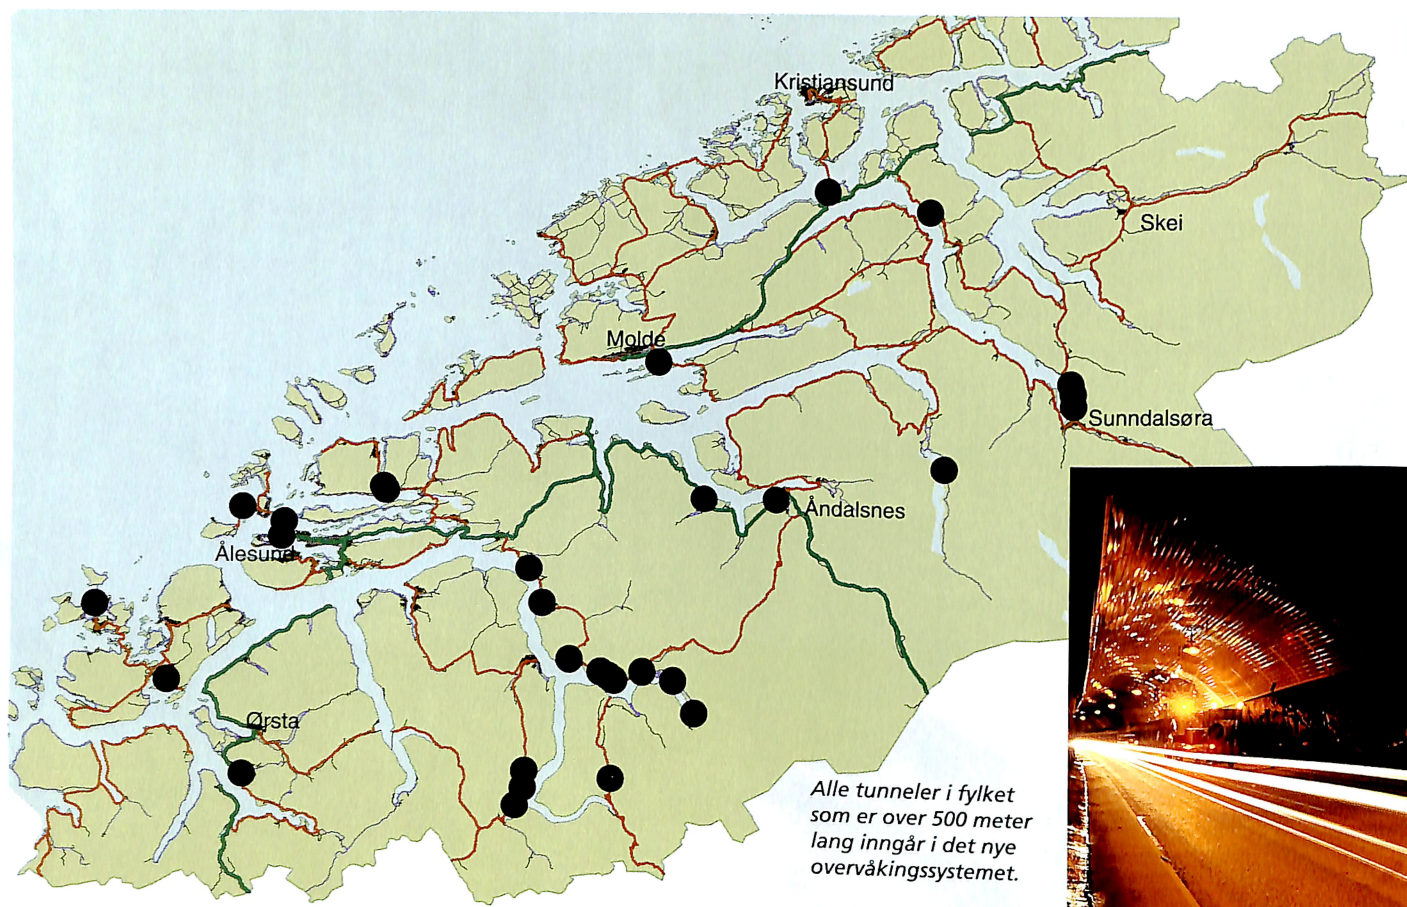 Kristiansund
Skei
Molde
Sunndalsøra
Åndalsnes
Ålesund
Ørsta
Alle tunneler i fylket
som er over 500 meter
lang inngår i det nye
overvåkingssystemet.